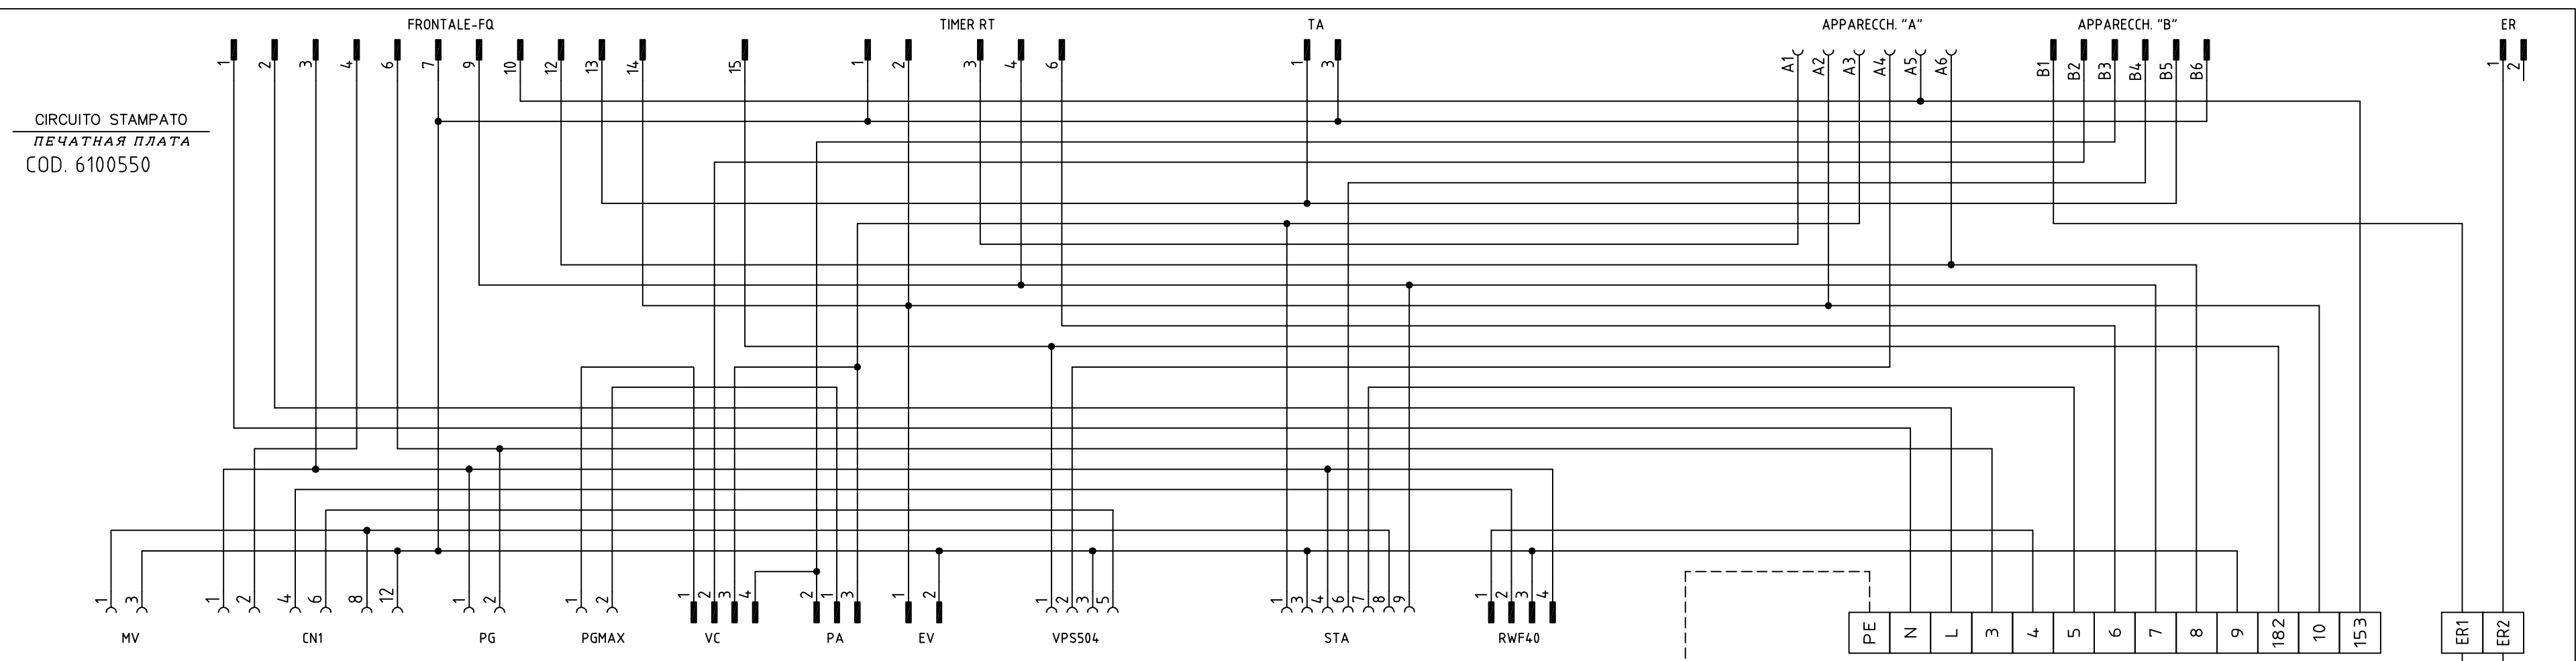 FRONTALE-FQ TIMER RT TA APPARECCH. "A" APPARECCH. "B" ER
1 2 3 4 6 7 9 10 12 13 14 15 1 2 3 4 6 1 3 A1 A2 A3 A4 A5 A6 B1 B2 B3 B4 B5 B6 1 2
CIRCUITO STAMPATO
ПЕЧАТНАЯ ПЛАТА
COD. 6100550
1 3 1 2 4 6 8 12 1 2 1 2 1 2 3 4 2 1 3 1 2 1 2 3 5 1 3 4 6 7 8 9 1 2 3 4
MV CN1 PG PGMAX VC PA EV VPS504 STA RWF40
PE N L 3 4 5 6 7 8 9 182 10 153 ER1 ER2